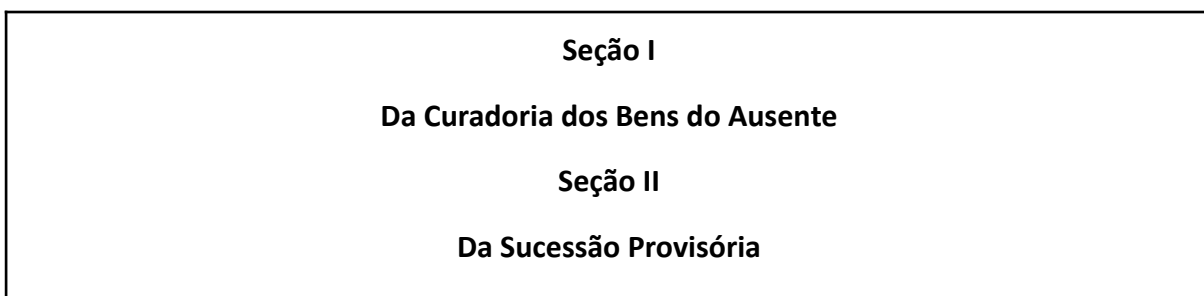 Seção I
Da Curadoria dos Bens do Ausente
Seção II
Da Sucessão Provisória